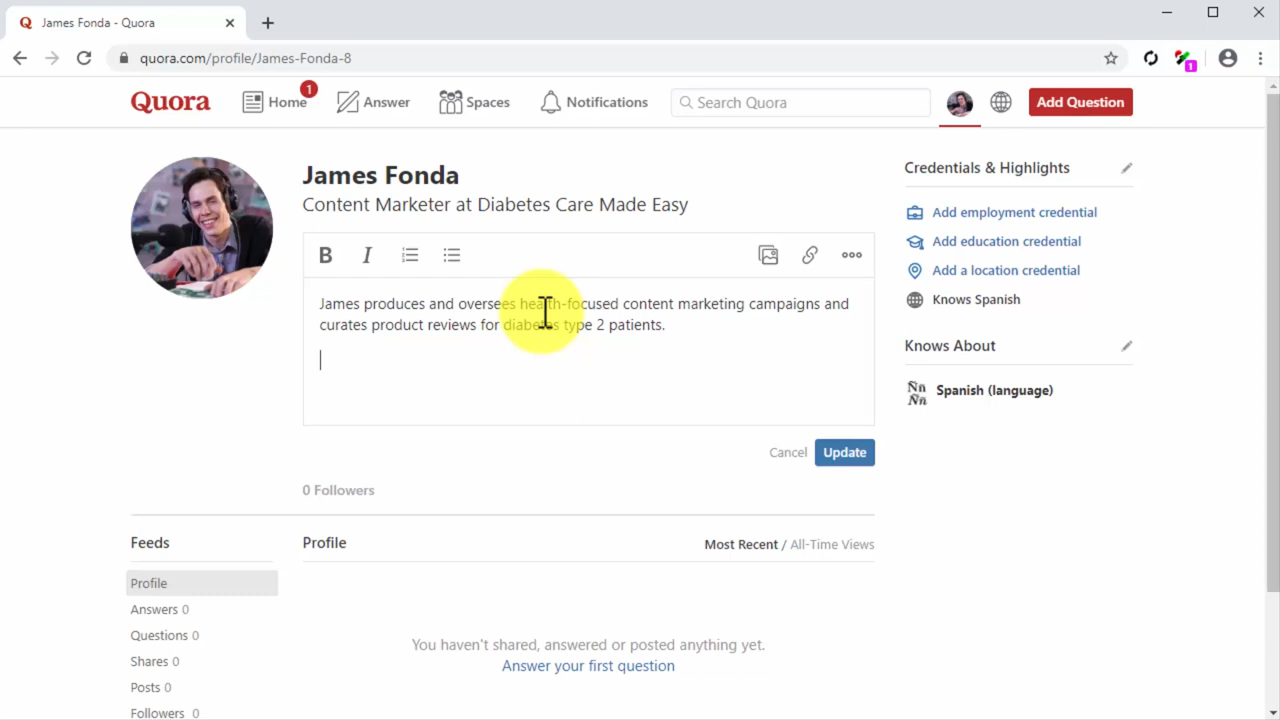 James Fonda - Quora
quora.com/profile/James-Fonda-8
1
Quora
Home
1
Answer
Spaces
Notifications
Search Quora
Add Question
James Fonda
Content Marketer at Diabetes Care Made Easy
B I
James produces and oversees health-focused content marketing campaigns and
curates product reviews for diabetes type 2 patients.
Cancel
Update
0 Followers
Credentials & Highlights
Add employment credential
Add education credential
Add a location credential
Knows Spanish
Knows About
Ññ
Ññ
Spanish (language)
Feeds
Profile
Answers 0
Questions 0
Shares 0
Posts 0
Followers 0
Profile
Most Recent / All-Time Views
You haven't shared, answered or posted anything yet.
Answer your first question